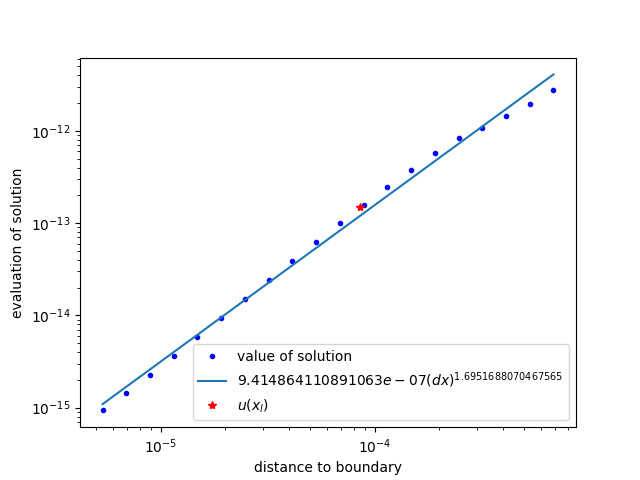 evaluation of solution
10⁻¹²
10⁻¹³
10⁻¹⁴
10⁻¹⁵
value of solution
9.414864110891063e − 07(dx)^1.6951688070467565
u(x_l)
10⁻⁵
10⁻⁴
distance to boundary